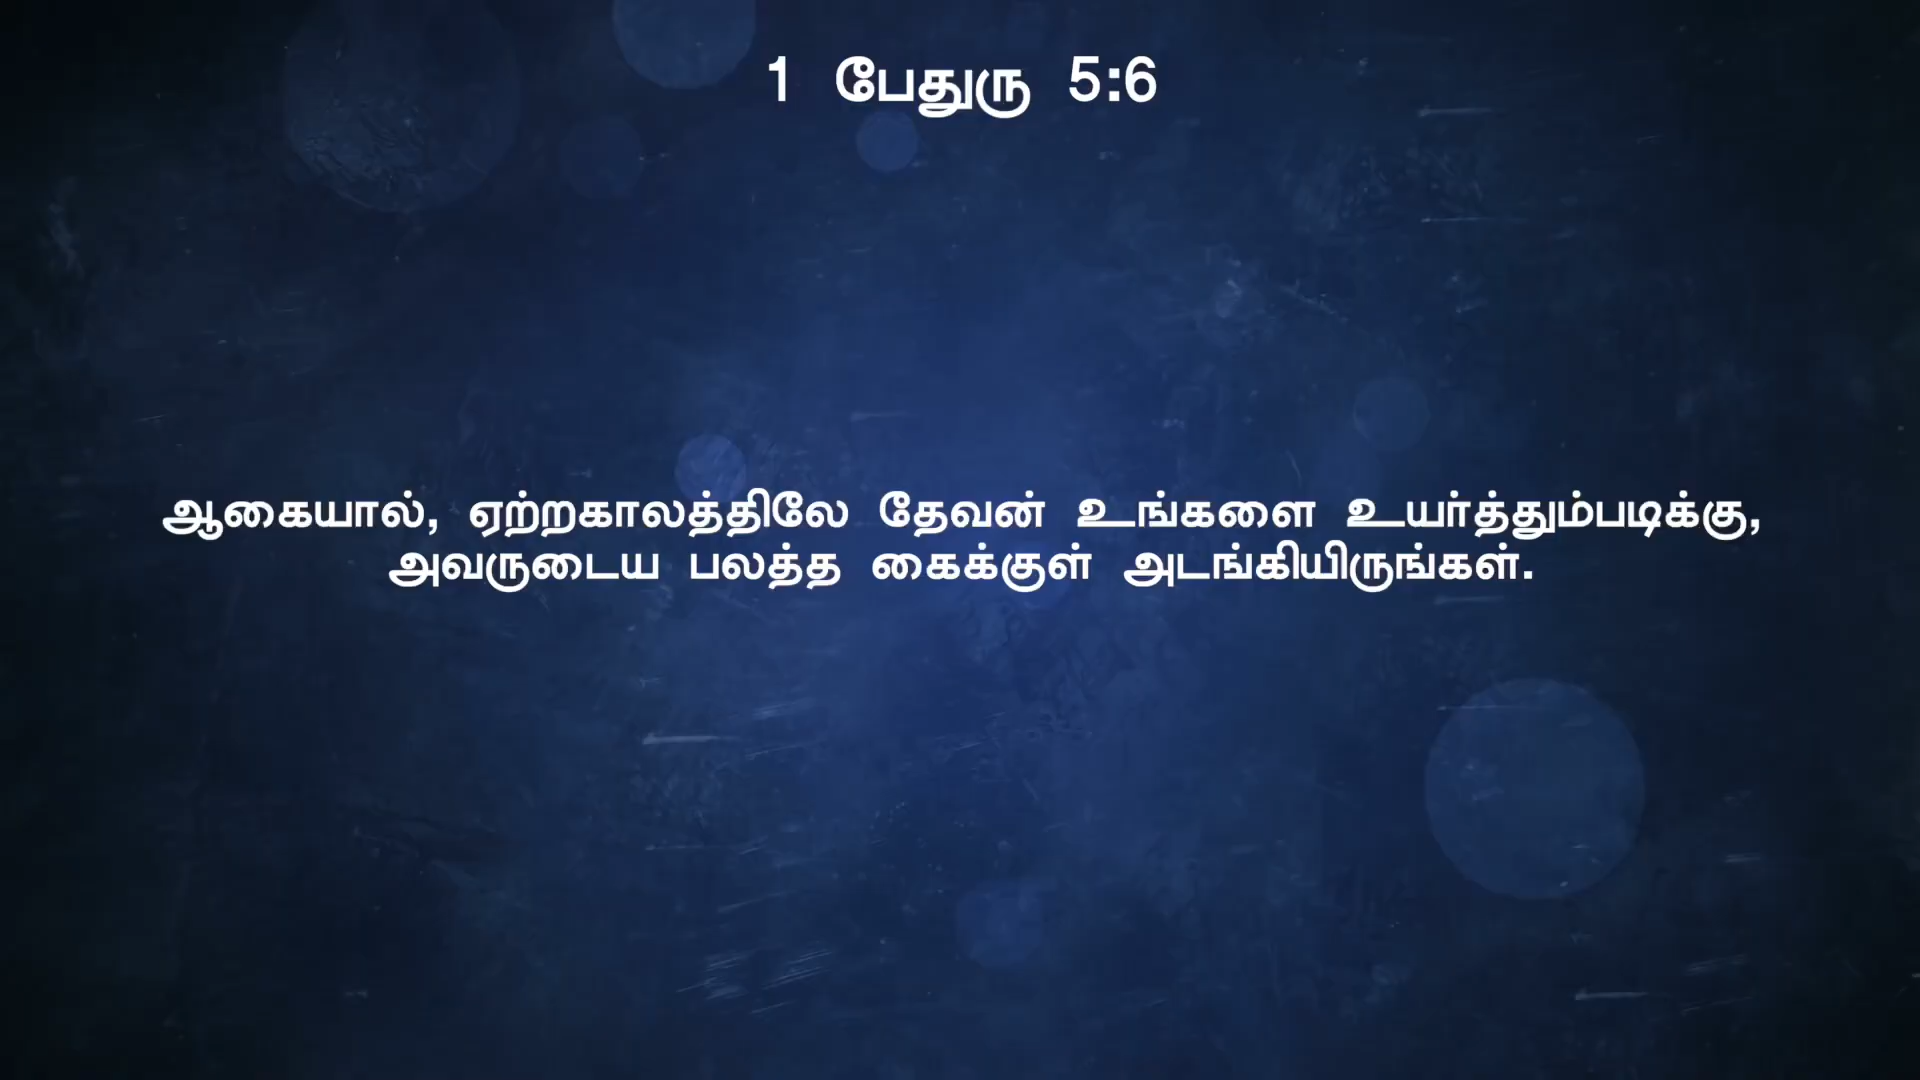 1 பேதுரு 5:6
ஆகையால், ஏற்றகாலத்திலே தேவன் உங்களை உயர்த்தும்படிக்கு,
அவருடைய பலத்த கைக்குள் அடங்கியிருங்கள்.